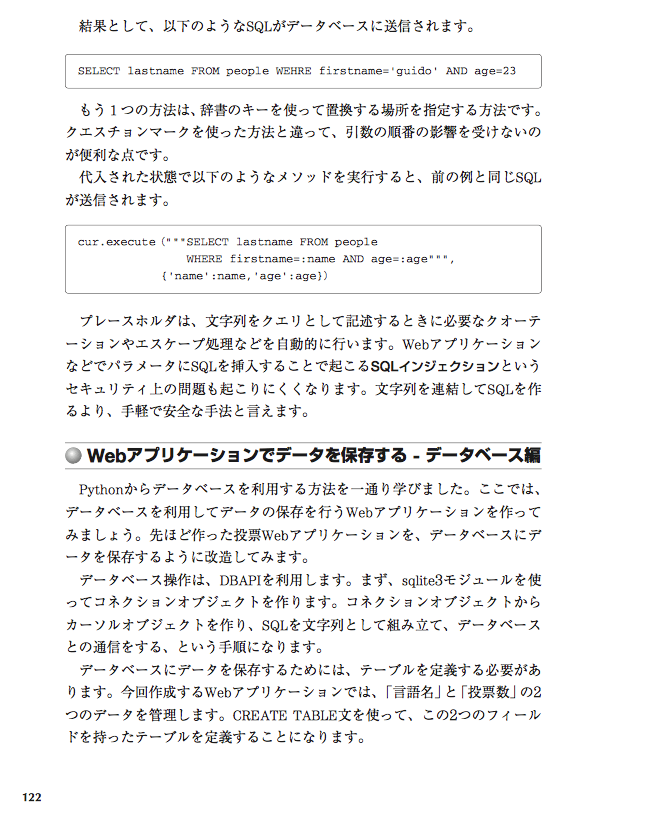 結果として、以下のようなSQLがデータベースに送信されます。
SELECT lastname FROM people WEHRE firstname='guido' AND age=23
もう１つの方法は、辞書のキーを使って置換する場所を指定する方法です。
クエスチョンマークを使った方法と違って、引数の順番の影響を受けないの
が便利な点です。
代入された状態で以下のようなメソッドを実行すると、前の例と同じSQL
が送信されます。
cur.execute("""SELECT lastname FROM people
WHERE firstname=:name AND age=:age""",
{'name':name,'age':age})
プレースホルダは、文字列をクエリとして記述するときに必要なクオーテ
ーションやエスケープ処理などを自動的に行います。Webアプリケーション
などでパラメータにSQLを挿入することで起こるSQLインジェクションという
セキュリティ上の問題も起こりにくくなります。文字列を連結してSQLを作
るより、手軽で安全な手法と言えます。
Webアプリケーションでデータを保存する - データベース編
Pythonからデータベースを利用する方法を一通り学びました。ここでは、
データベースを利用してデータの保存を行うWebアプリケーションを作って
みましょう。先ほど作った投票Webアプリケーションを、データベースにデ
ータを保存するように改造してみます。
データベース操作は、DBAPIを利用します。まず、sqlite3モジュールを使
ってコネクションオブジェクトを作ります。コネクションオブジェクトから
カーソルオブジェクトを作り、SQLを文字列として組み立て、データベース
との通信をする、という手順になります。
データベースにデータを保存するためには、テーブルを定義する必要があ
ります。今回作成するWebアプリケーションでは、「言語名」と「投票数」の2
つのデータを管理します。CREATE TABLE文を使って、この2つのフィール
ドを持ったテーブルを定義することになります。
122